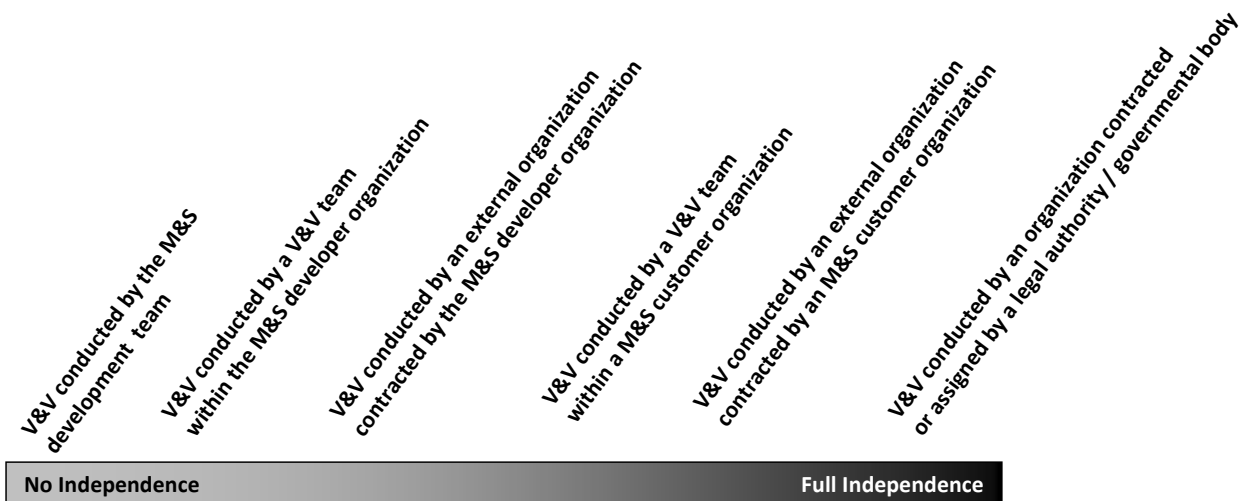 V&V conducted by the M&S
development team
V&V conducted by a V&V team
within the M&S developer organization
V&V conducted by an external organization
contracted by the M&S developer organization
V&V conducted by a V&V team
within a M&S customer organization
V&V conducted by an external organization
contracted by an M&S customer organization
V&V conducted by an organization contracted
or assigned by a legal authority / governmental body
No Independence
Full Independence